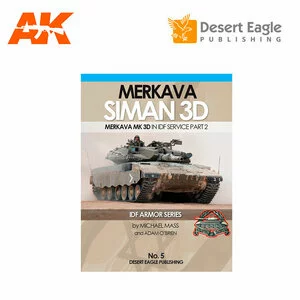 AK
Desert Eagle
PUBLISHING
MERKAVA
SIMAN 3D
MERKAVA MK 3D IN IDF SERVICE PART 2
IDF ARMOR SERIES
by MICHAEL MASS
and ADAM O'BRIEN
No. 5
DESERT EAGLE PUBLISHING